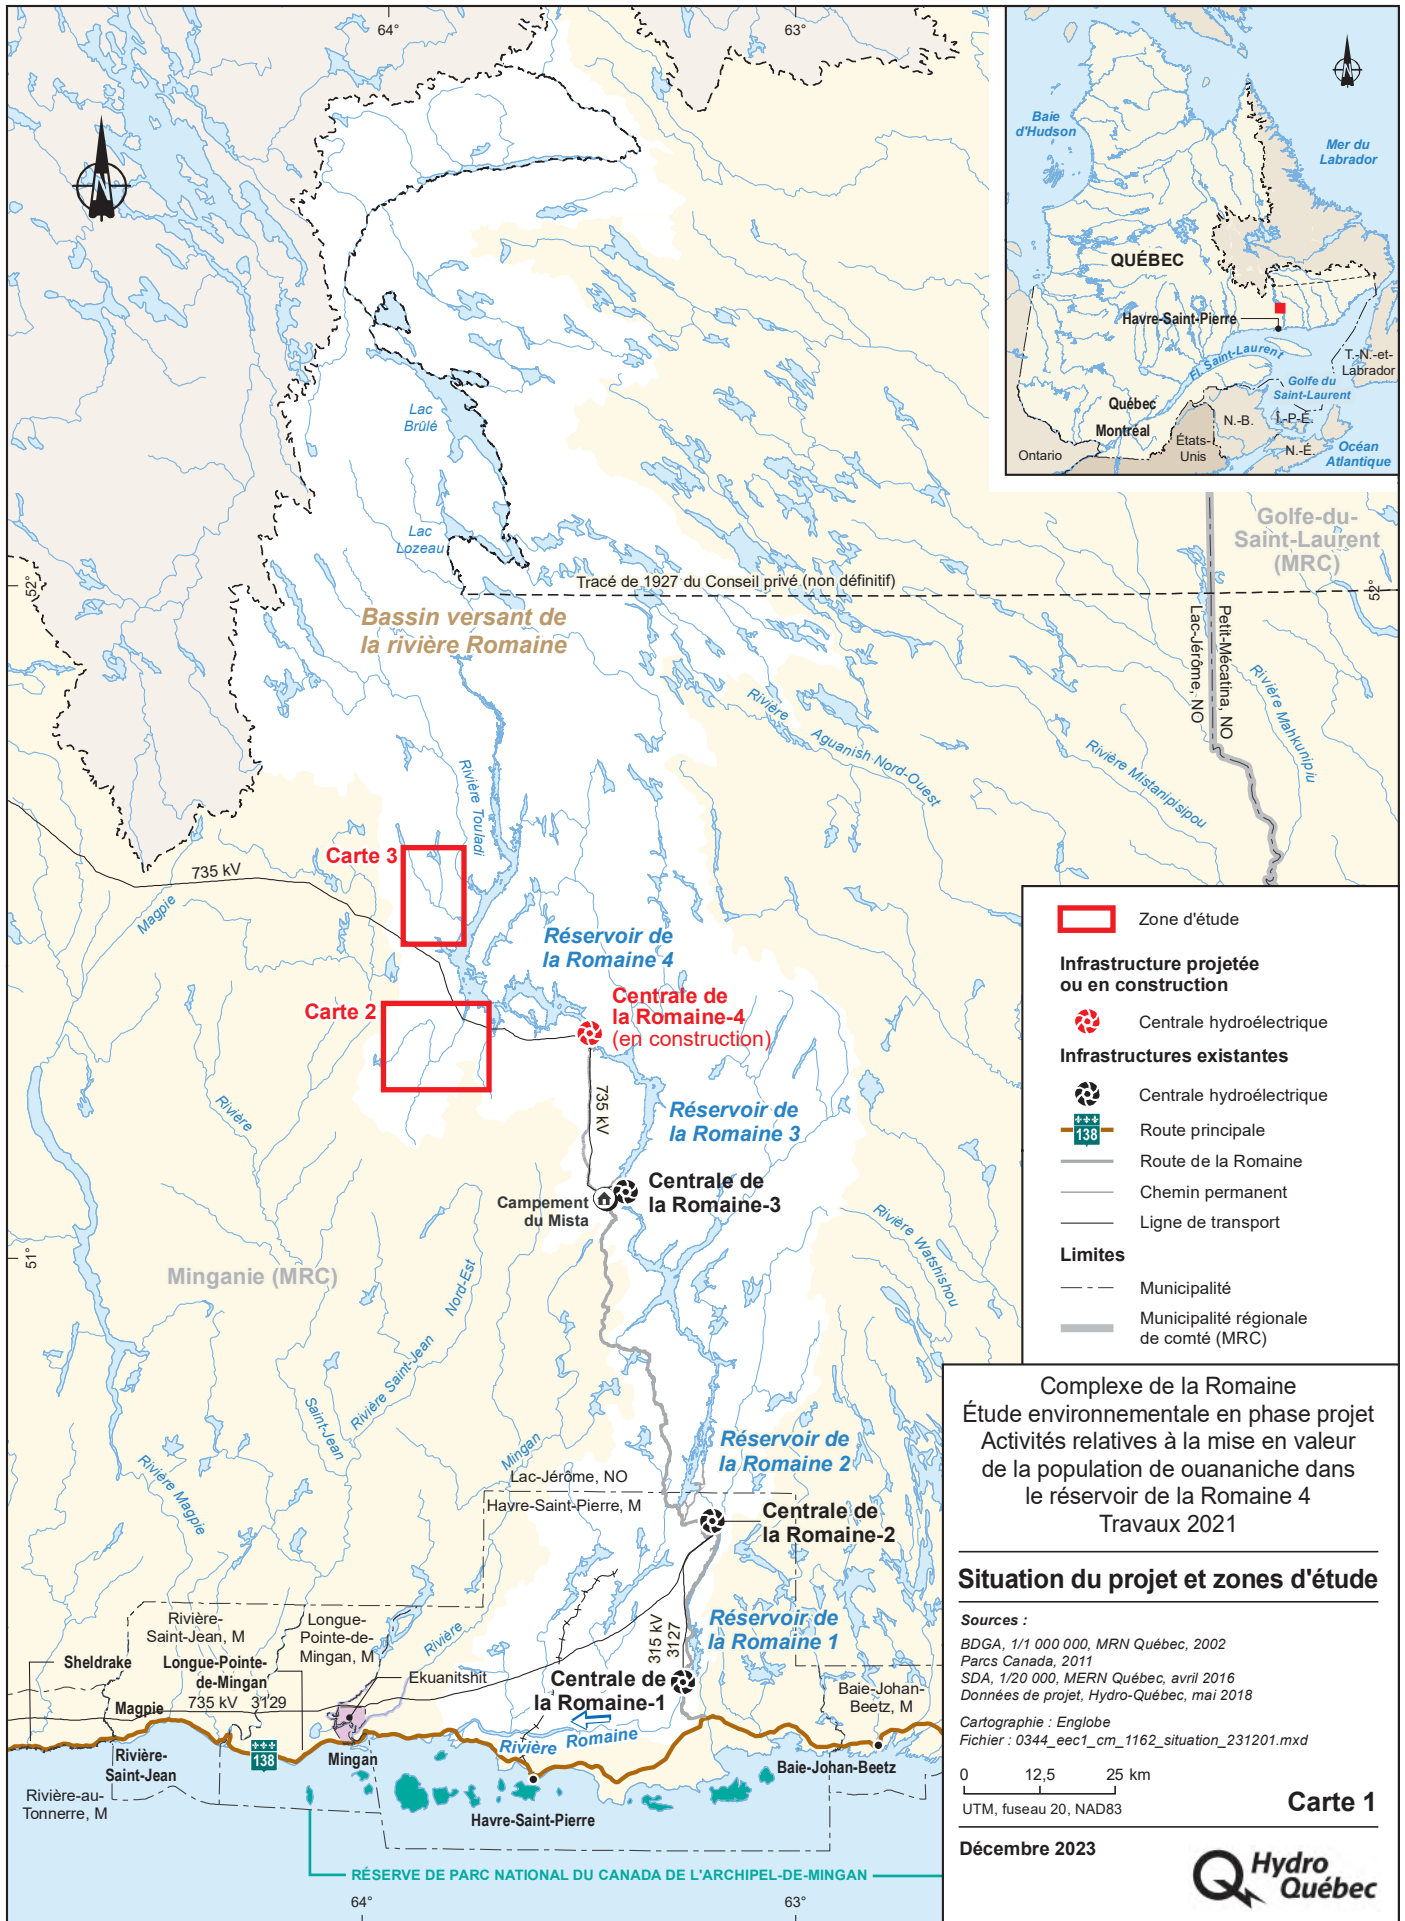 64°
63°
Baie
d'Hudson
Mer du
Labrador
QUÉBEC
Havre-Saint-Pierre
Fl. Saint-Laurent
T.-N.-et-
Labrador
Golfe du
Saint-Laurent
Québec
Montréal
N.-B.
Î.-P.-É.
États-
Unis
N.-É.
Ontario
Océan
Atlantique
Lac
Brûlé
Lac
Lozeau
Golfe-du-
Saint-Laurent
(MRC)
52°
Tracé de 1927 du Conseil privé (non définitif)
52°
Bassin versant de
la rivière Romaine
Petit-Mécatina, NO
Lac-Jérôme, NO
Rivière Mahkunipiu
Rivière
Aguanish Nord-Ouest
Rivière Mistanipisipou
Rivière Touladi
Carte 3
735 kV
Magpie
Réservoir de
la Romaine 4
Carte 2
Centrale de
la Romaine-4
(en construction)
735 kV
Rivière
Réservoir de
la Romaine 3
Centrale de
la Romaine-3
Campement
du Mista
Rivière Watshishou
51°
Minganie (MRC)
Nord-Est
Rivière Saint-Jean
Saint-Jean
Mingan
Rivière Magpie
Réservoir de
la Romaine 2
Lac-Jérôme, NO
Havre-Saint-Pierre, M
Centrale de
la Romaine-2
Rivière-
Saint-Jean, M
Longue-
Pointe-de-
Mingan, M
Rivière
315 kV
3127
Réservoir de
la Romaine 1
Sheldrake
Longue-Pointe-
de-Mingan
Ekuanitshit
Centrale de
la Romaine-1
735 kV 3129
Magpie
Baie-Johan-
Beetz, M
Rivière Romaine
138
Rivière-
Saint-Jean
Mingan
Baie-Johan-Beetz
Rivière-au-
Tonnerre, M
Havre-Saint-Pierre
RÉSERVE DE PARC NATIONAL DU CANADA DE L'ARCHIPEL-DE-MINGAN
64°
63°
Zone d'étude
Infrastructure projetée
ou en construction
Centrale hydroélectrique
Infrastructures existantes
Centrale hydroélectrique
138
Route principale
Route de la Romaine
Chemin permanent
Ligne de transport
Limites
Municipalité
Municipalité régionale
de comté (MRC)
Complexe de la Romaine
Étude environnementale en phase projet
Activités relatives à la mise en valeur
de la population de ouananiche dans
le réservoir de la Romaine 4
Travaux 2021
Situation du projet et zones d'étude
Sources :
BDGA, 1/1 000 000, MRN Québec, 2002
Parcs Canada, 2011
SDA, 1/20 000, MERN Québec, avril 2016
Données de projet, Hydro-Québec, mai 2018
Cartographie : Englobe
Fichier : 0344_eec1_cm_1162_situation_231201.mxd
0 12,5 25 km
UTM, fuseau 20, NAD83
Carte 1
Décembre 2023
Hydro
Québec